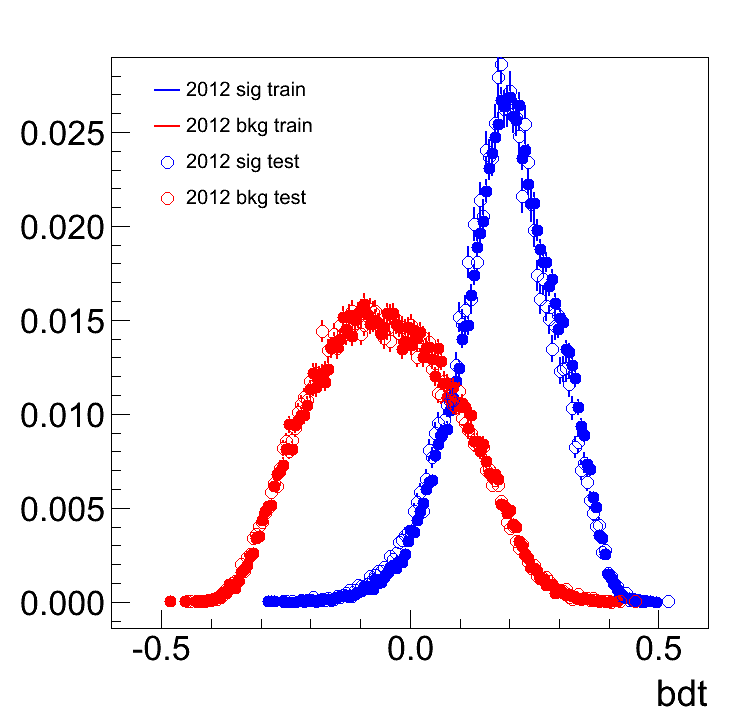 2012 sig train
2012 bkg train
2012 sig test
2012 bkg test
0.025
0.020
0.015
0.010
0.005
0.000
-0.5 0.0 0.5
bdt